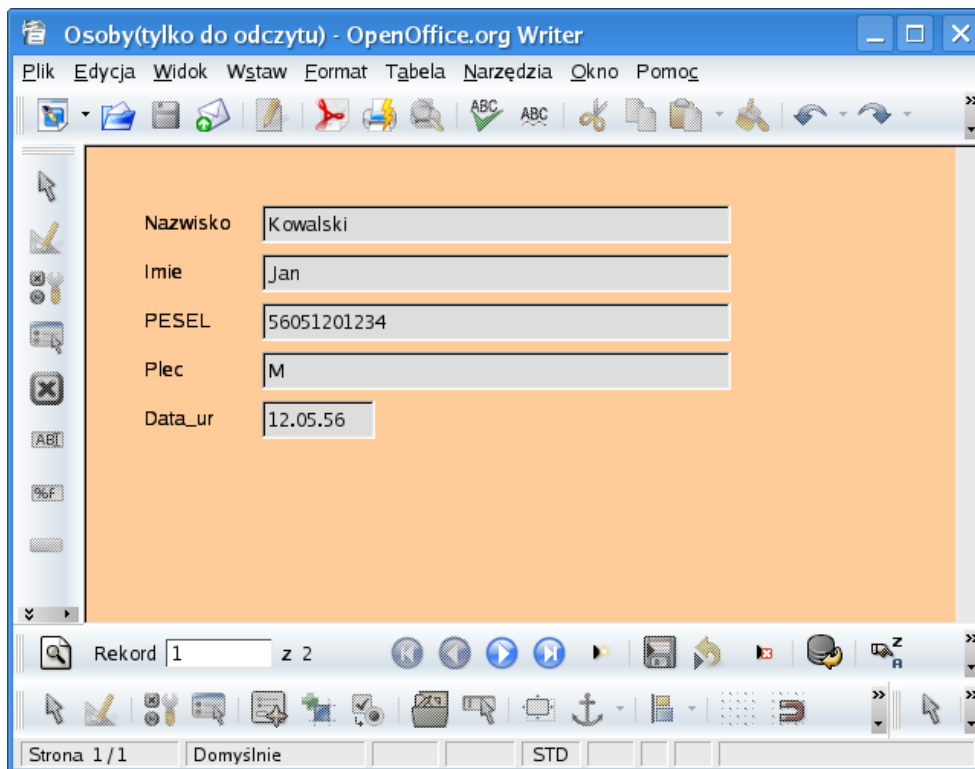 Osoby(tylko do odczytu) - OpenOffice.org Writer
Plik Edycja Widok Wstaw Format Tabela Narzędzia Okno Pomoc
ABC ABC
Nazwisko Kowalski
Imie Jan
PESEL 56051201234
Plec M
Data_ur 12.05.56
ABI
%F
Rekord 1 z 2
Z
A
Strona 1/1 Domyślnie STD